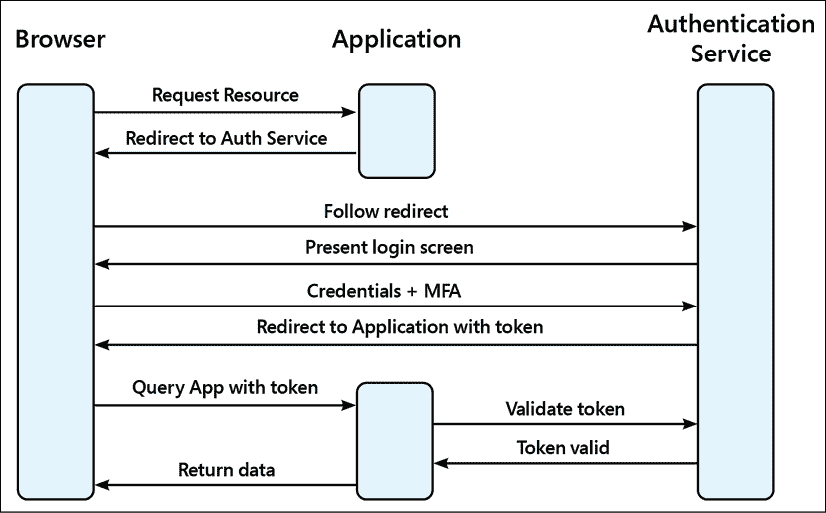 Browser
Application
Authentication
Service
Request Resource
Redirect to Auth Service
Follow redirect
Present login screen
Credentials + MFA
Redirect to Application with token
Query App with token
Validate token
Token valid
Return data